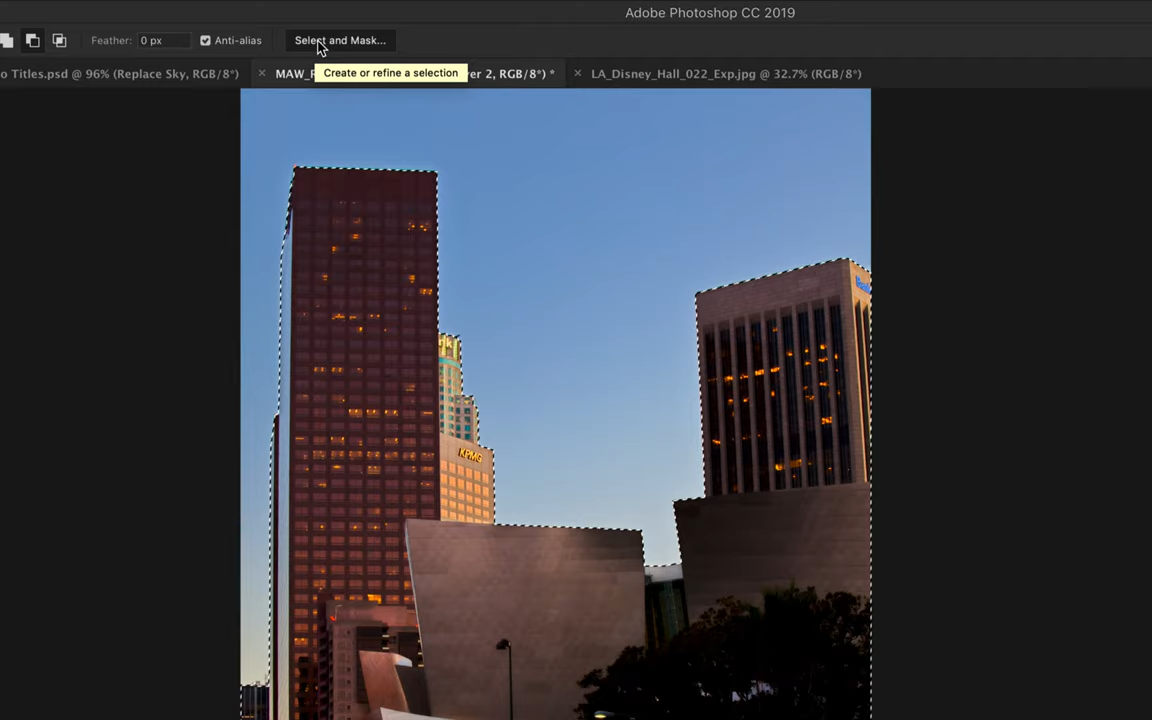 Adobe Photoshop CC 2019
Feather: 0 px Anti-alias Select and Mask...
o Titles.psd @ 96% (Replace Sky, RGB/8*) MAW_ er 2, RGB/8*) * LA_Disney_Hall_022_Exp.jpg @ 32.7% (RGB/8*)
Create or refine a selection
KPMG